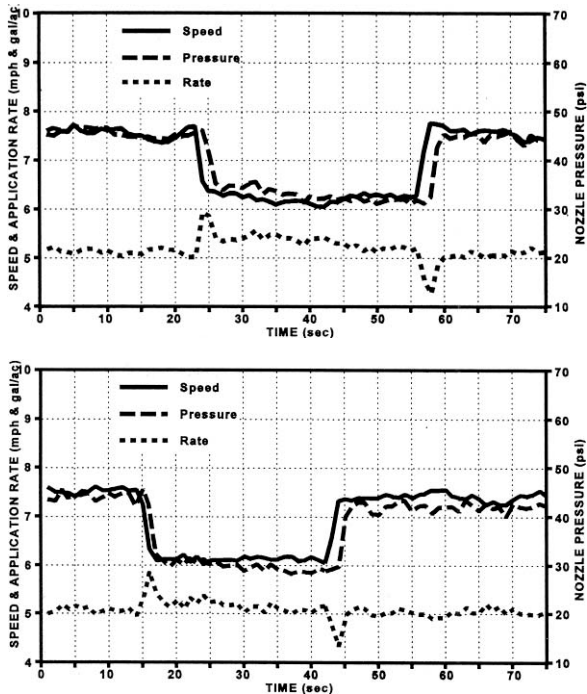 SPEED & APPLICATION RATE (mph & gal/ac)
10
9
8
7
6
5
4
Speed
Pressure
Rate
70
60
50
40
30
20
10
NOZZLE PRESSURE (psi)
0 10 20 30 40 50 60 70
TIME (sec)
SPEED & APPLICATION RATE (mph & gal/ac)
10
9
8
7
6
5
4
Speed
Pressure
Rate
70
60
50
40
30
20
10
NOZZLE PRESSURE (psi)
0 10 20 30 40 50 60 70
TIME (sec)